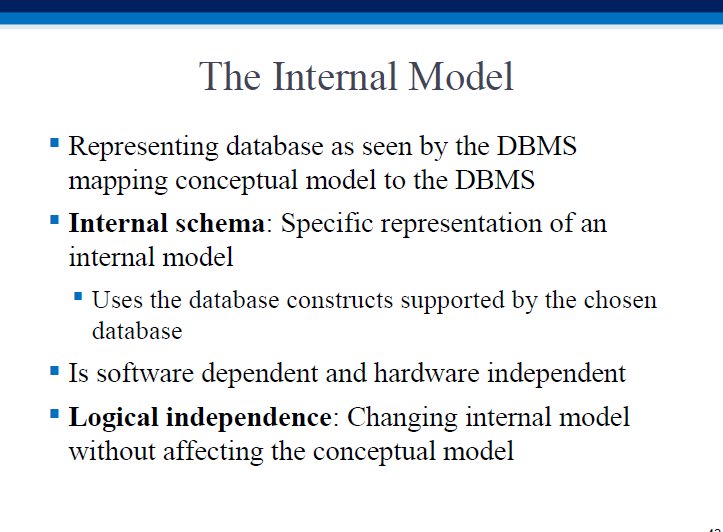 The Internal Model
Representing database as seen by the DBMS
mapping conceptual model to the DBMS
Internal schema: Specific representation of an
internal model
Uses the database constructs supported by the chosen
database
Is software dependent and hardware independent
Logical independence: Changing internal model
without affecting the conceptual model